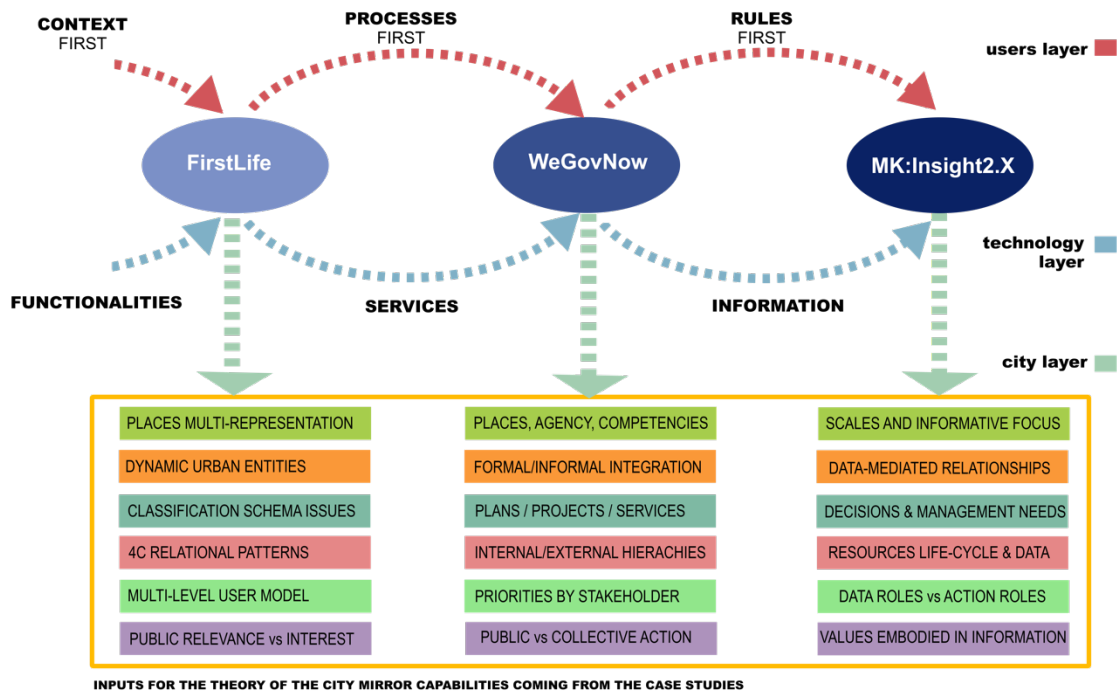 CONTEXT
FIRST
PROCESSES
FIRST
RULES
FIRST
users layer
FirstLife
WeGovNow
MK:Insight2.X
technology
layer
FUNCTIONALITIES
SERVICES
INFORMATION
city layer
PLACES MULTI-REPRESENTATION
PLACES, AGENCY, COMPETENCIES
SCALES AND INFORMATIVE FOCUS
DYNAMIC URBAN ENTITIES
FORMAL/INFORMAL INTEGRATION
DATA-MEDIATED RELATIONSHIPS
CLASSIFICATION SCHEMA ISSUES
PLANS / PROJECTS / SERVICES
DECISIONS & MANAGEMENT NEEDS
4C RELATIONAL PATTERNS
INTERNAL/EXTERNAL HIERACHIES
RESOURCES LIFE-CYCLE & DATA
MULTI-LEVEL USER MODEL
PRIORITIES BY STAKEHOLDER
DATA ROLES vs ACTION ROLES
PUBLIC RELEVANCE vs INTEREST
PUBLIC vs COLLECTIVE ACTION
VALUES EMBODIED IN INFORMATION
INPUTS FOR THE THEORY OF THE CITY MIRROR CAPABILITIES COMING FROM THE CASE STUDIES